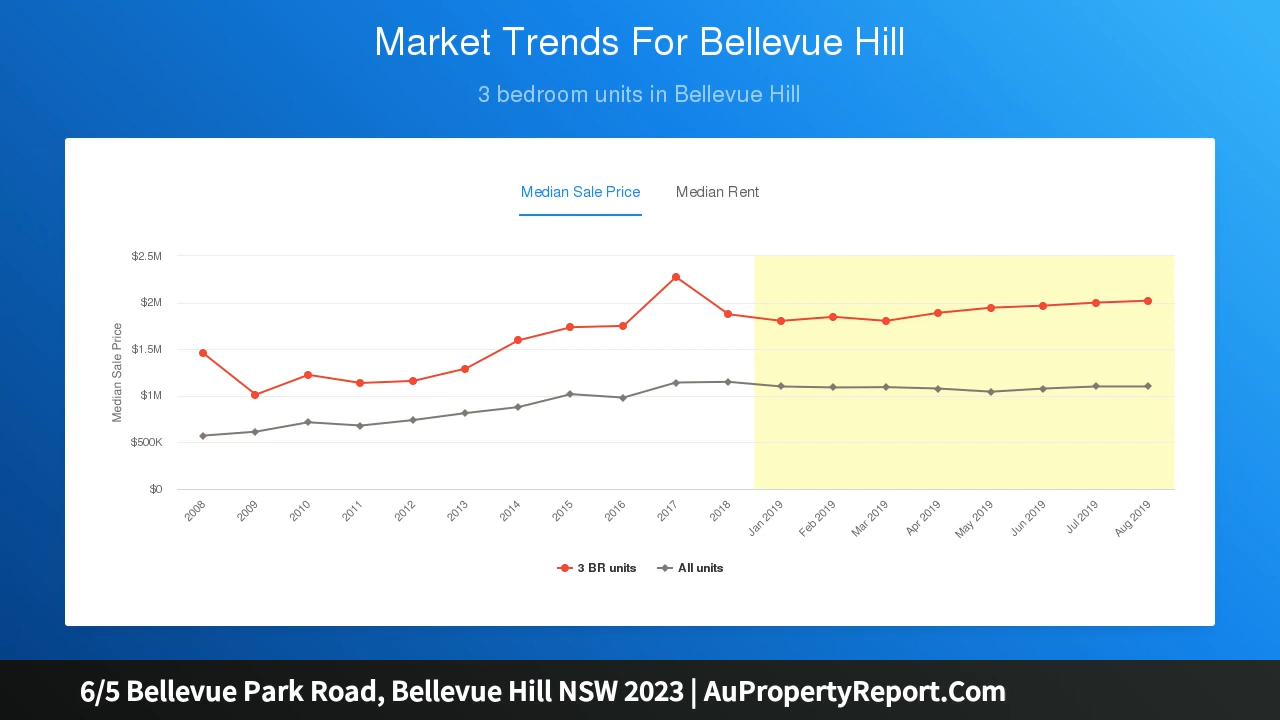 Market Trends For Bellevue Hill
3 bedroom units in Bellevue Hill
Median Sale Price Median Rent
Median Sale Price
$2.5M
$2M
$1.5M
$1M
$500K
$0
2008 2009 2010 2011 2012 2013 2014 2015 2016 2017 2018 Jan 2019 Feb 2019 Mar 2019 Apr 2019 May 2019 Jun 2019 Jul 2019 Aug 2019
3 BR units All units
6/5 Bellevue Park Road, Bellevue Hill NSW 2023 | AuPropertyReport.Com